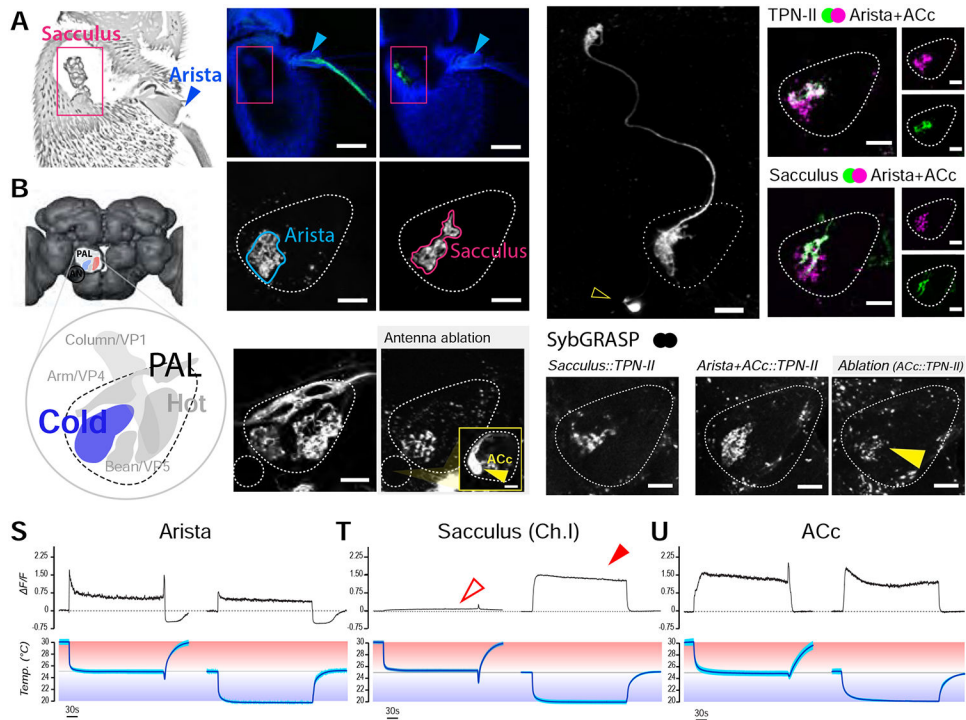 A
Sacculus
Arista
TPN-II Arista+ACc
Sacculus Arista+ACc
Arista
Sacculus
B
PAL
AN
Column/VP1
Arm/VP4
PAL
Hot
Cold
Bean/VP5
Antenna ablation
ACc
SybGRASP
Sacculus::TPN-II
Arista+ACc::TPN-II
Ablation (ACc::TPN-II)
S
Arista
T
Sacculus (Ch.I)
U
ACc
ΔF/F
2.25
1.50
0.75
0
-0.75
2.25
1.50
0.75
0
-0.75
2.25
1.50
0.75
0
-0.75
Temp. (°C)
30
28
26
24
22
20
30
28
26
24
22
20
30
28
26
24
22
20
30s
30s
30s